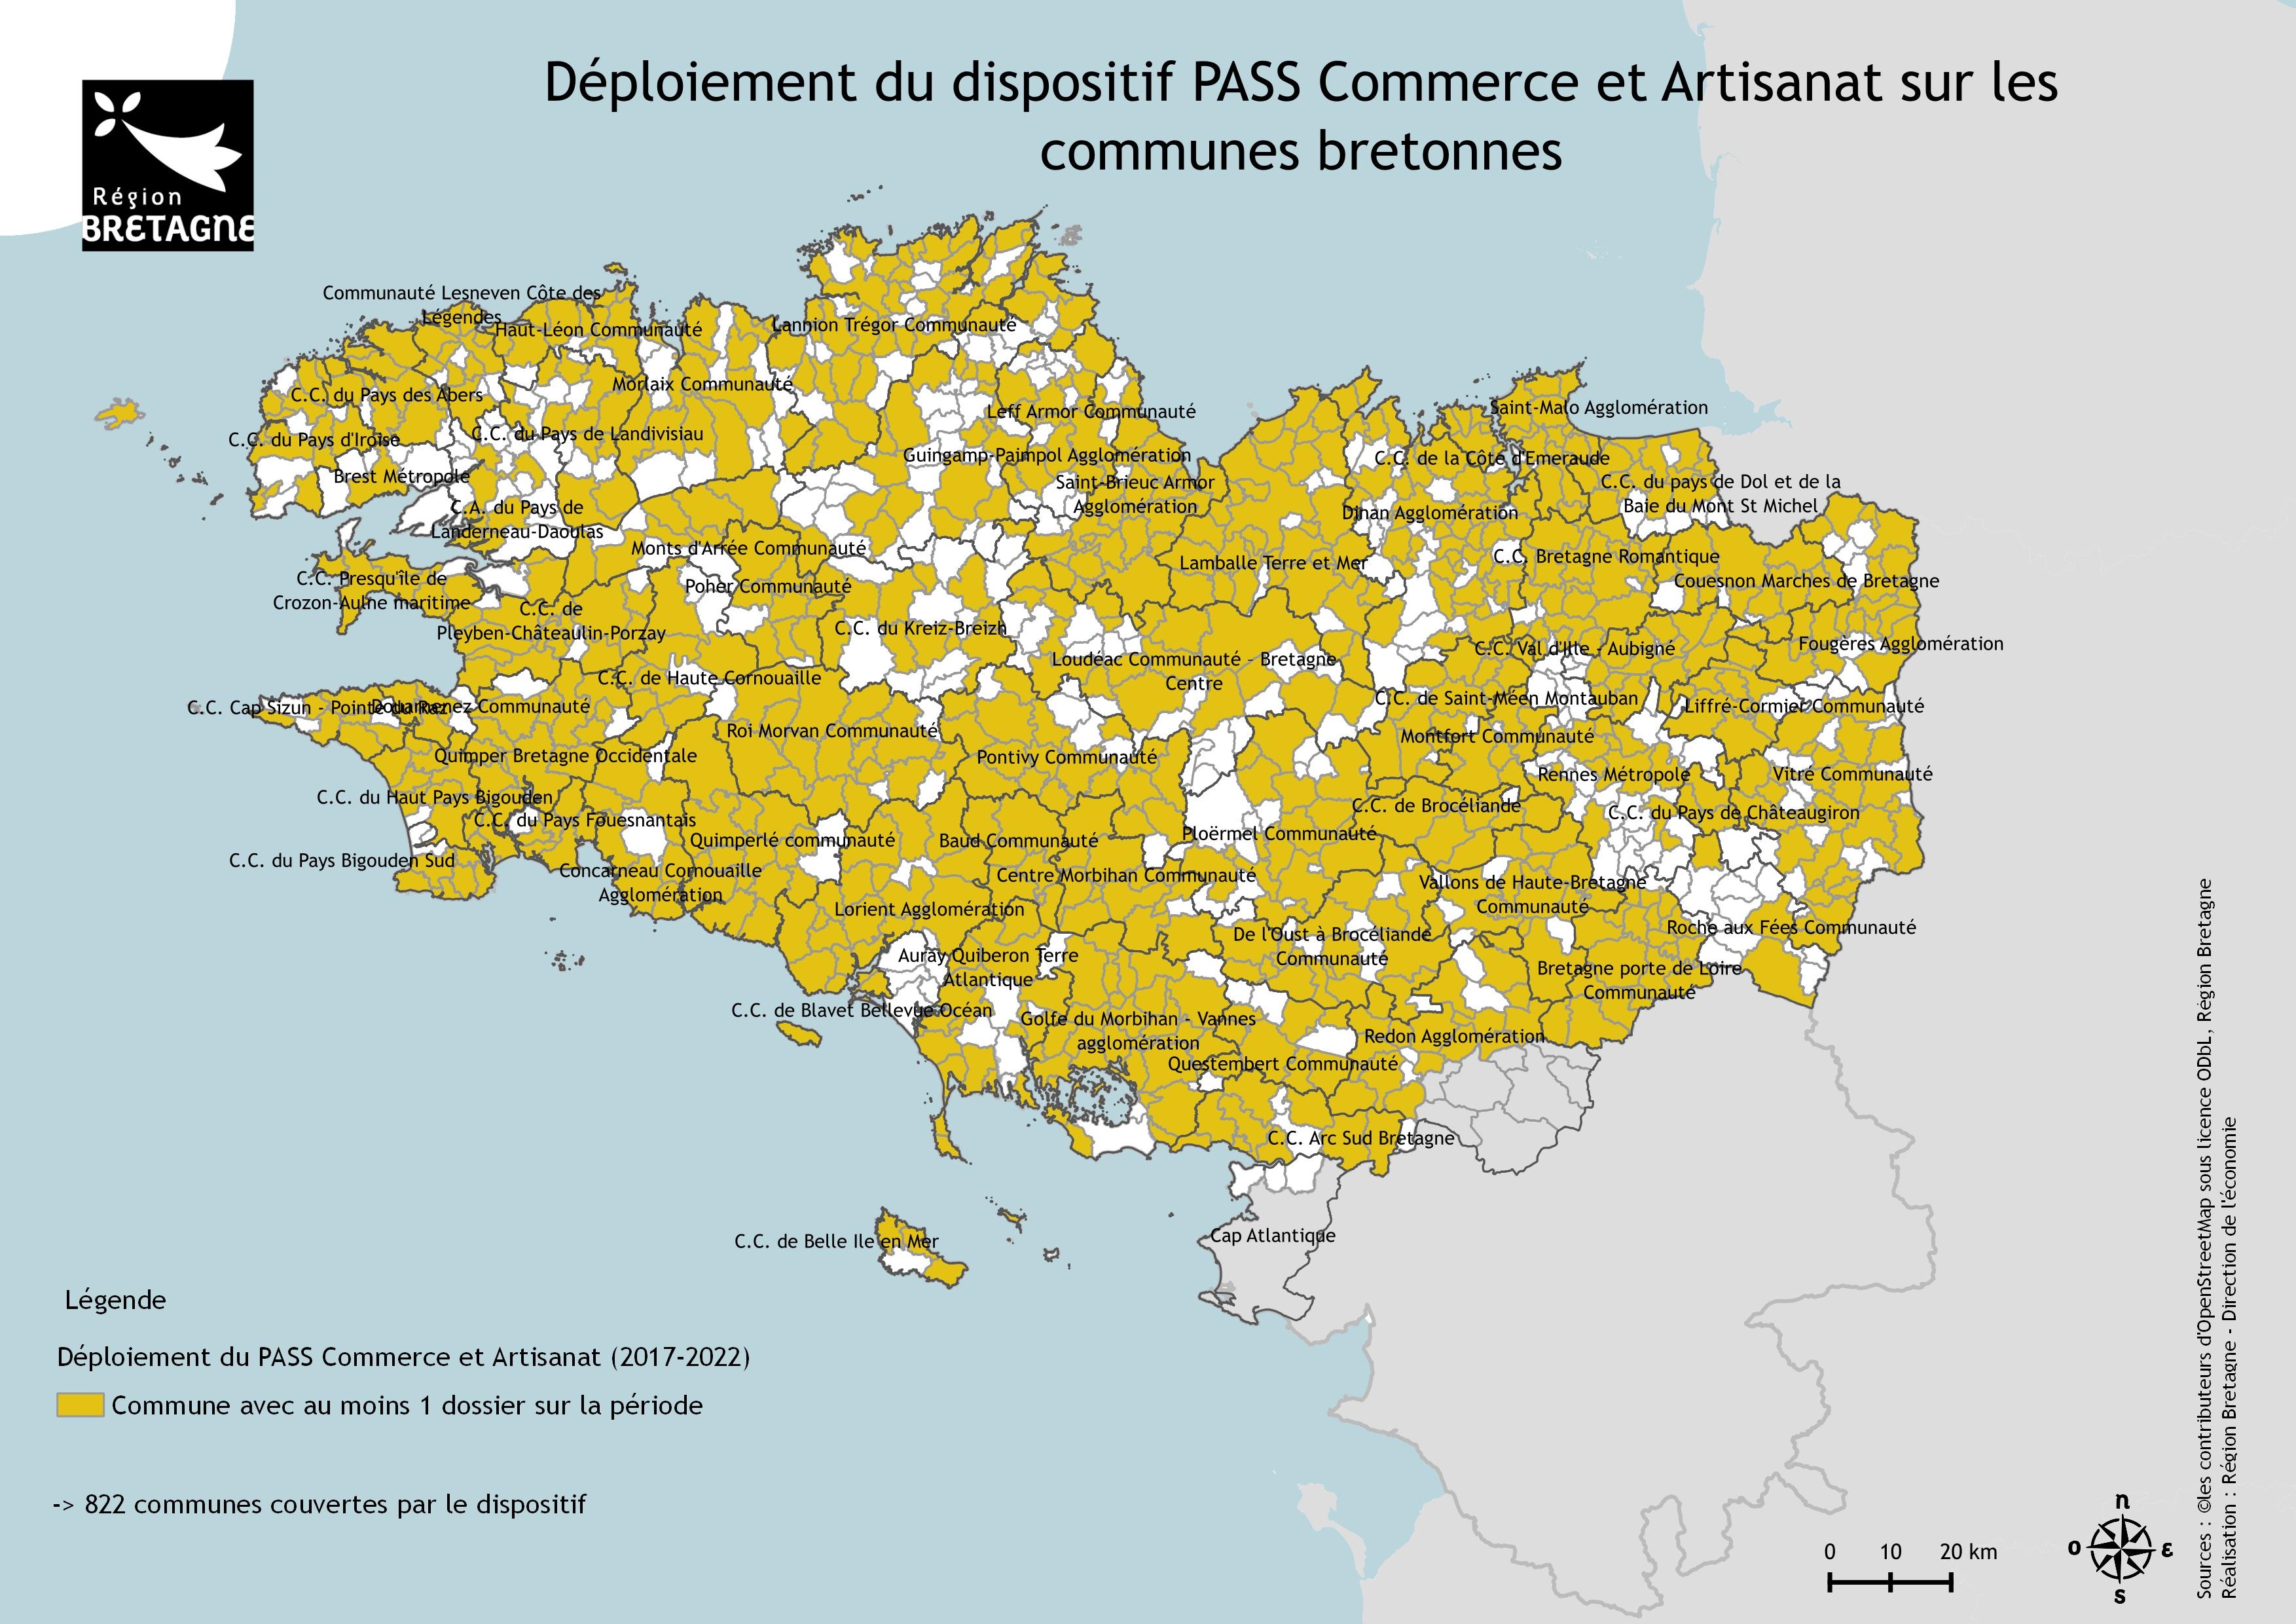 Déploiement du dispositif PASS Commerce et Artisanat sur les
communes bretonnes
Région
BRETAGNE
Communauté Lesneven Côte des
Légendes
Haut-Léon Communauté
Lannion Trégor Communauté
Morlaix Communauté
C.C. du Pays des Abers
Leff Armor Communauté
Saint-Malo Agglomération
C.C. du Pays d'Iroise
C.C. du Pays de Landivisiau
Guingamp-Paimpol Agglomération
C.C. de la Côte d'Emeraude
Brest Métropole
Saint-Brieuc Armor
Agglomération
C.C. du pays de Dol et de la
Baie du Mont St Michel
C.A. du Pays de
Landerneau-Daoulas
Dinan Agglomération
Monts d'Arrée Communauté
Lamballe Terre et Mer
C.C. Bretagne Romantique
C.C. Presqu'île de
Crozon-Aulne maritime
Poher Communauté
Couesnon Marches de Bretagne
C.C. de
Pleyben-Châteaulin-Porzay
C.C. du Kreiz-Breizh
C.C. Val d'Ille - Aubigné
Fougères Agglomération
Loudéac Communauté - Bretagne
Centre
C.C. de Haute Cornouaille
C.C. de Saint-Méen Montauban
Liffré-Cormier Communauté
C.C. Cap Sizun - Pointe du Raz
Douarnenez Communauté
Roi Morvan Communauté
Montfort Communauté
Quimper Bretagne Occidentale
Pontivy Communauté
Rennes Métropole
Vitré Communauté
C.C. du Haut Pays Bigouden
C.C. de Brocéliande
C.C. du Pays de Châteaugiron
C.C. du Pays Fouesnantais
Quimperlé communauté
Baud Communauté
Ploërmel Communauté
C.C. du Pays Bigouden Sud
Concarneau Cornouaille
Agglomération
Centre Morbihan Communauté
Vallons de Haute-Bretagne
Communauté
Lorient Agglomération
Roche aux Fées Communauté
De l'Oust à Brocéliande
Communauté
Auray Quiberon Terre
Atlantique
Bretagne porte de Loire
Communauté
C.C. de Blavet Bellevue Océan
Golfe du Morbihan - Vannes
agglomération
Redon Agglomération
Questembert Communauté
C.C. Arc Sud Bretagne
Cap Atlantique
C.C. de Belle Ile en Mer
Légende
Déploiement du PASS Commerce et Artisanat (2017-2022)
Commune avec au moins 1 dossier sur la période
-> 822 communes couvertes par le dispositif
0 10 20 km
n
o ε
s
Sources : ©les contributeurs d'OpenStreetMap sous licence ODbL, Région Bretagne
Réalisation : Région Bretagne - Direction de l'économie